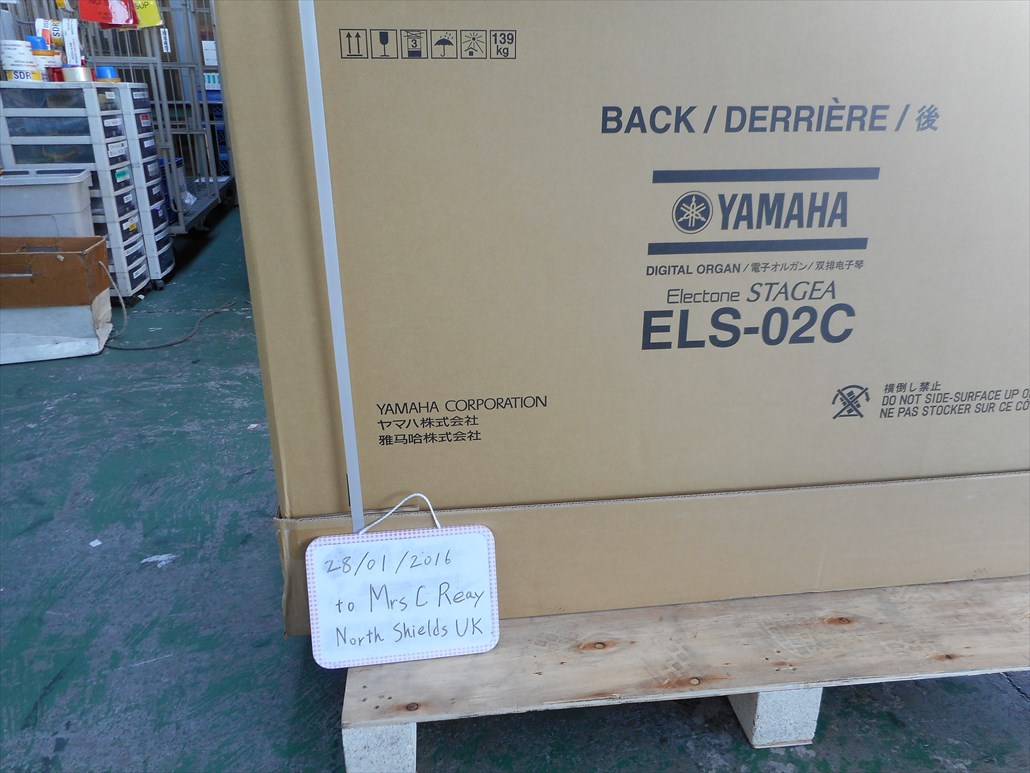 SDR
SDR
3
139
kg
BACK / DERRIÈRE / 後
YAMAHA
DIGITAL ORGAN / 電子オルガン / 双排电子琴
Electone STAGEA
ELS-02C
横倒し禁止
DO NOT SIDE-SURFACE UP
NE PAS STOCKER SUR CE
YAMAHA CORPORATION
ヤマハ株式会社
雅马哈株式会社
28/01/2016
to Mrs C Reay
North Shields UK